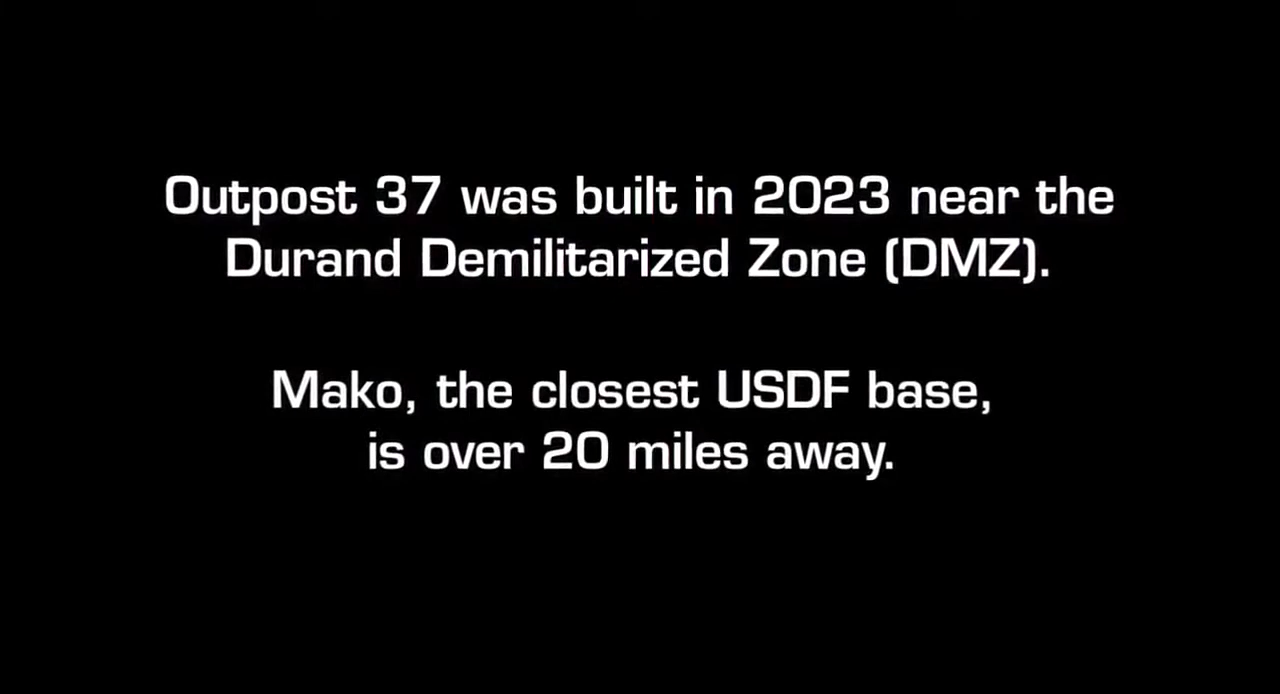 Outpost 37 was built in 2023 near the
Durand Demilitarized Zone (DMZ).
Mako, the closest USDF base,
is over 20 miles away.